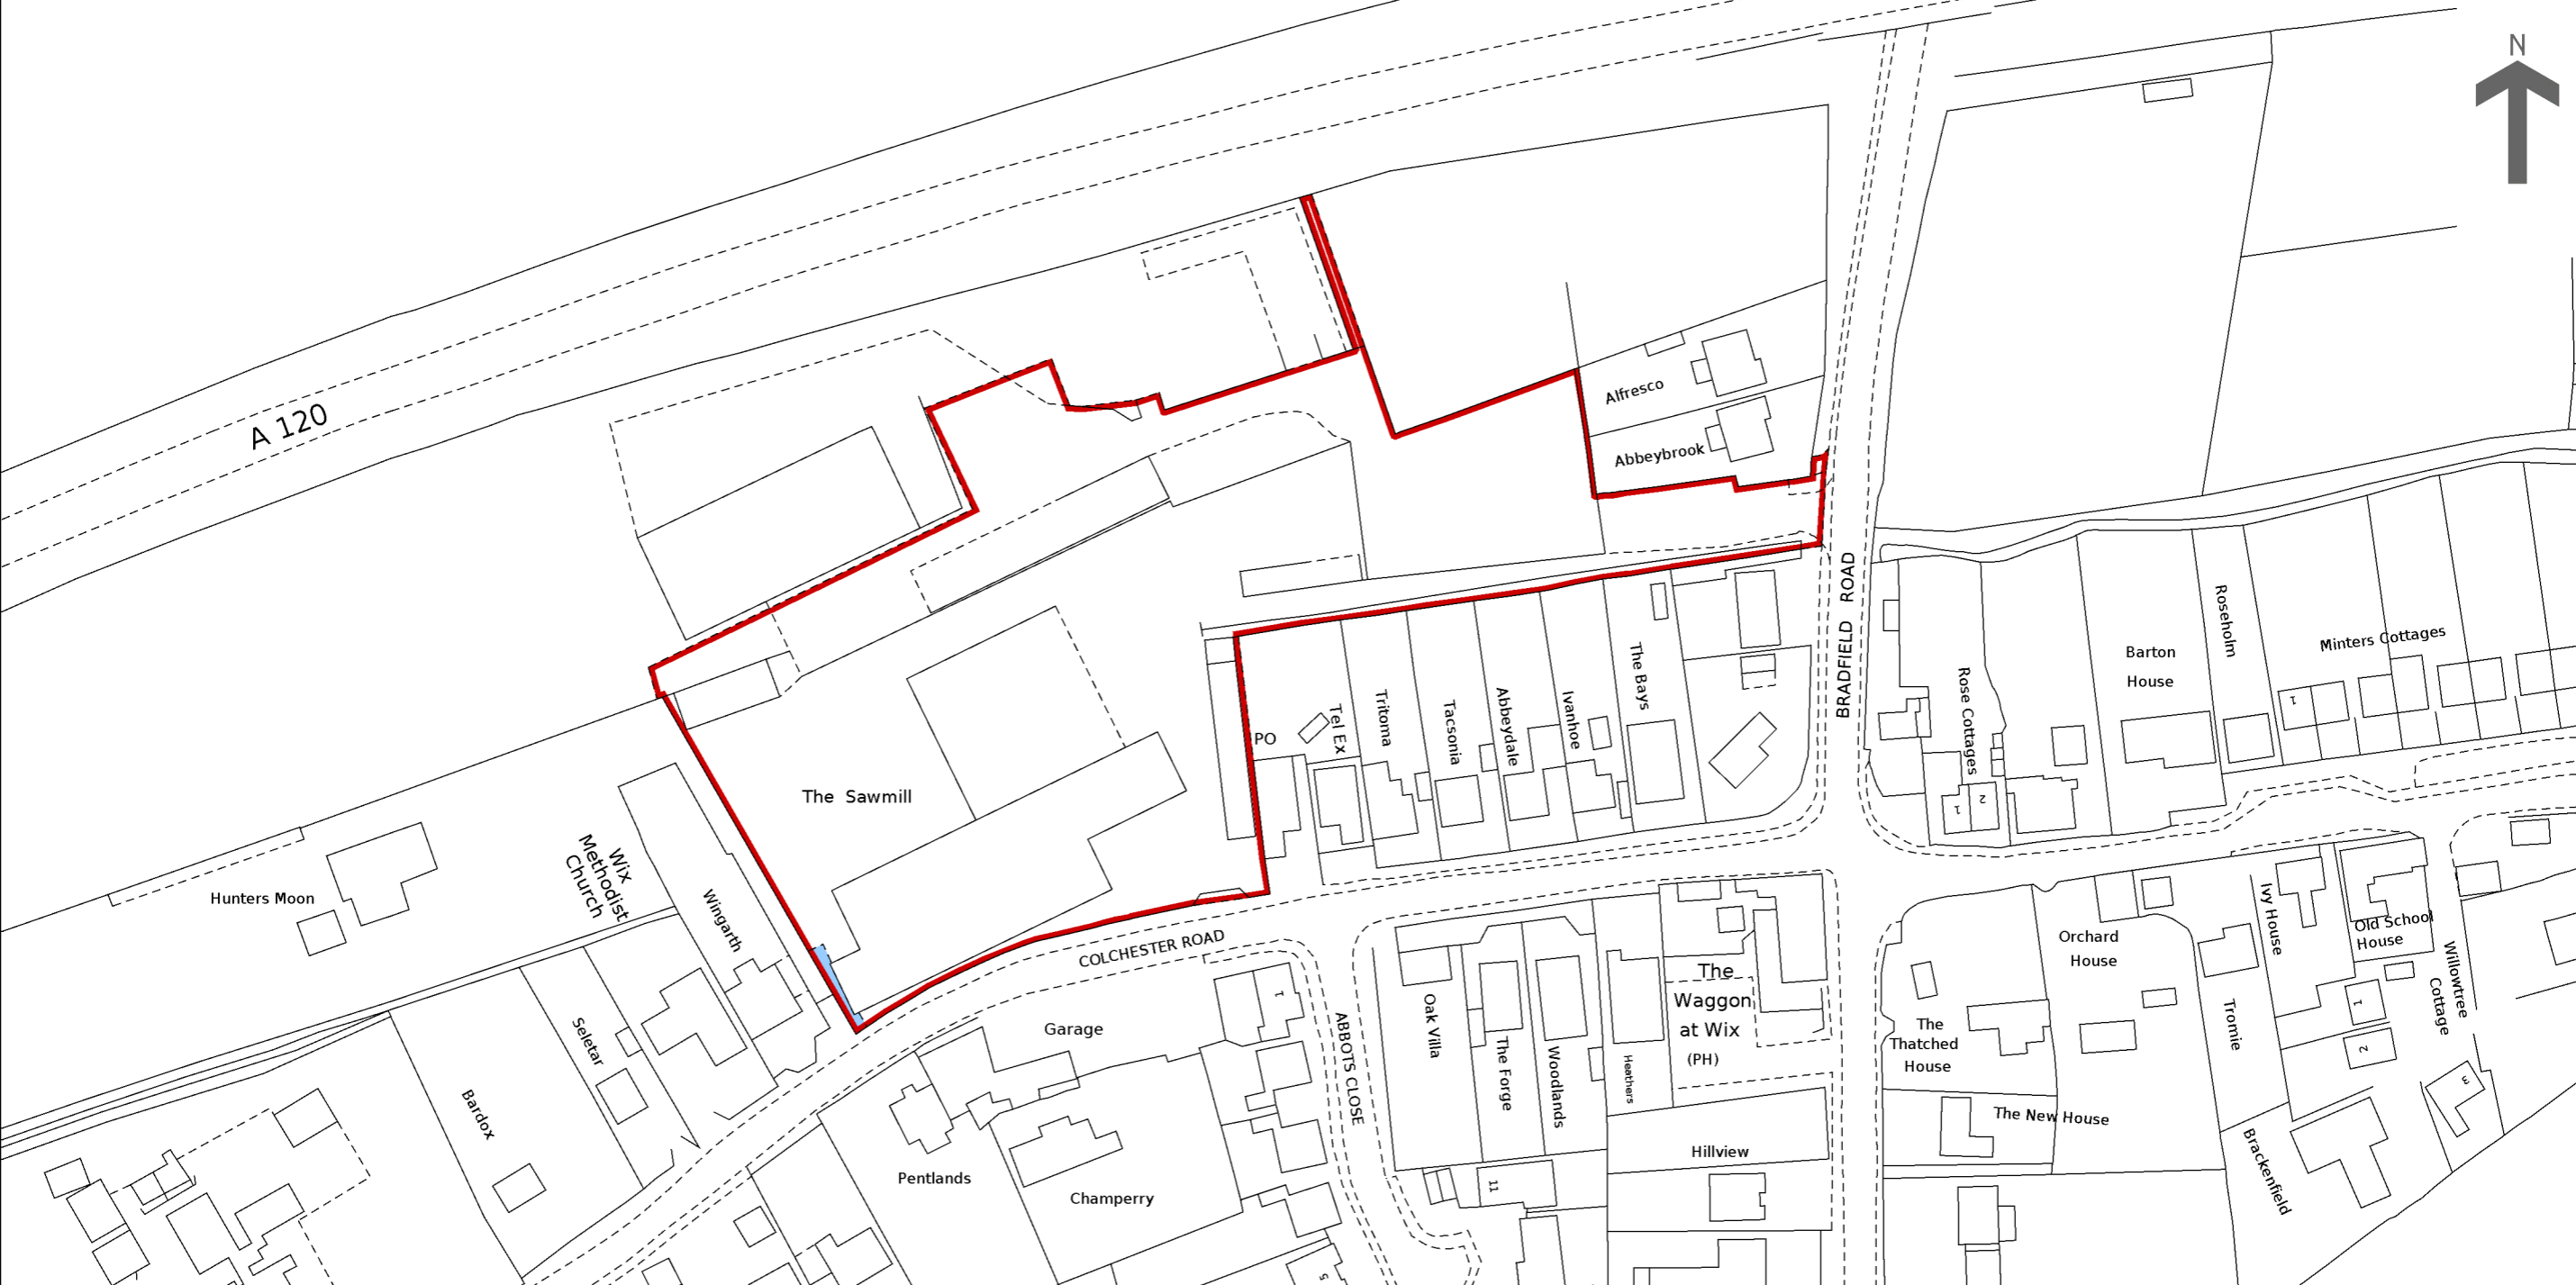 N
A 120
Alfresco
Abbeybrook
BRADFIELD ROAD
Roseholm
Minters Cottages
Barton
House
1
Rose Cottages
1
2
The Bays
Ivanhoe
Abbeydale
Tacsonia
Tritoma
Tel Ex
PO
The Sawmill
Wix
Methodist
Church
Hunters Moon
Wingarth
COLCHESTER ROAD
Garage
1
Seletar
Bardox
Pentlands
Champerry
ABBOTS CLOSE
5
Oak Villa
The Forge
Woodlands
Heathers
11
The
Waggon
at Wix
(PH)
Hillview
The
Thatched
House
The New House
Orchard
House
Tromie
Ivy House
Old School
House
Willowtree
Cottage
1
2
3
Brackenfield